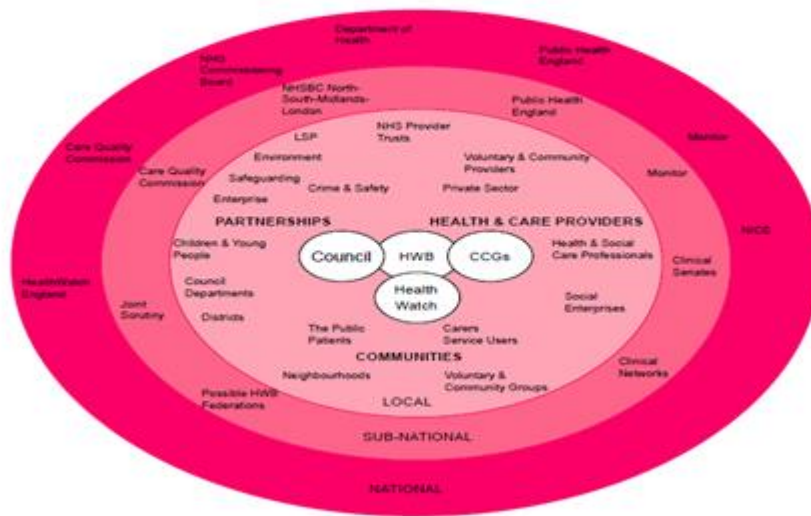 Department of
Health
NHS
Commissioning
Board
Public Health
England
NHSBC North-
South-Midlands-
London
Public Health
England
LSP
NHS Provider
Trusts
Monitor
Care Quality
Commission
Care Quality
Commission
Environment
Voluntary & Community
Providers
Monitor
Safeguarding
Crime & Safety
Private Sector
Enterprise
PARTNERSHIPS
HEALTH & CARE PROVIDERS
NICE
Children & Young
People
Council
HWB
CCGs
Health & Social
Care Professionals
Clinical
Senates
HealthWatch
England
Council
Departments
Health
Watch
Joint
Scrutiny
Social
Enterprises
Districts
The Public
Patients
Carers
Service Users
COMMUNITIES
Clinical
Networks
Neighbourhoods
Voluntary &
Community Groups
Possible HWB
Federations
LOCAL
SUB-NATIONAL
NATIONAL